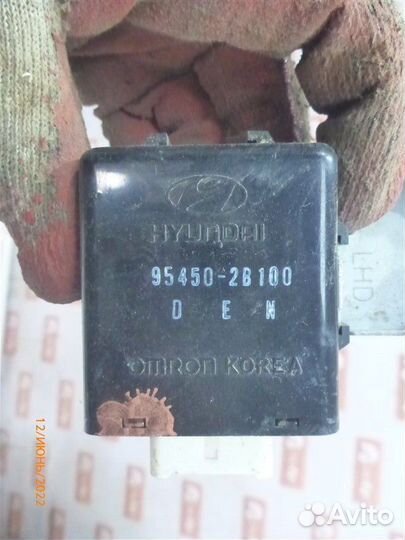 HYUNDAI
95450-2B100
D E N
OMRON KOREA
LHD
12/ИЮНЬ/2022
Avito